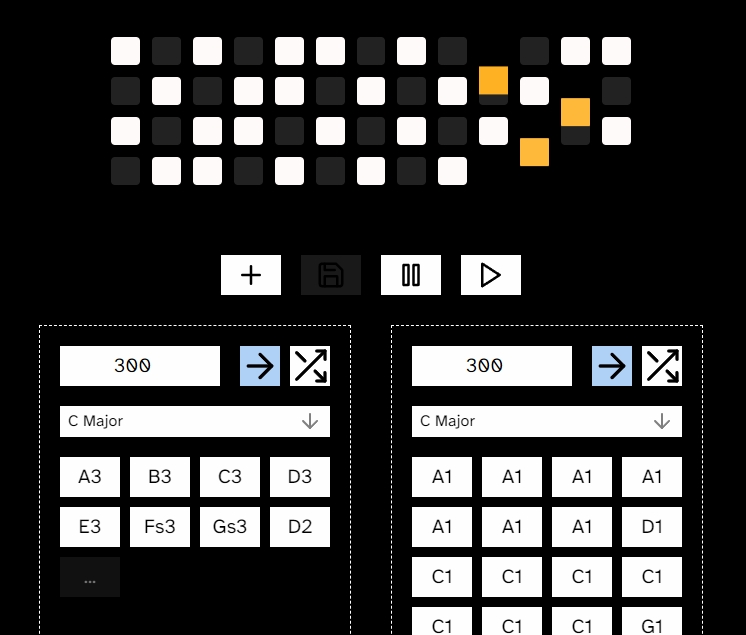 300 300
C Major C Major
A3 B3 C3 D3 A1 A1 A1 A1
E3 Fs3 Gs3 D2 A1 A1 A1 D1
... C1 C1 C1 C1
C1 C1 C1 G1